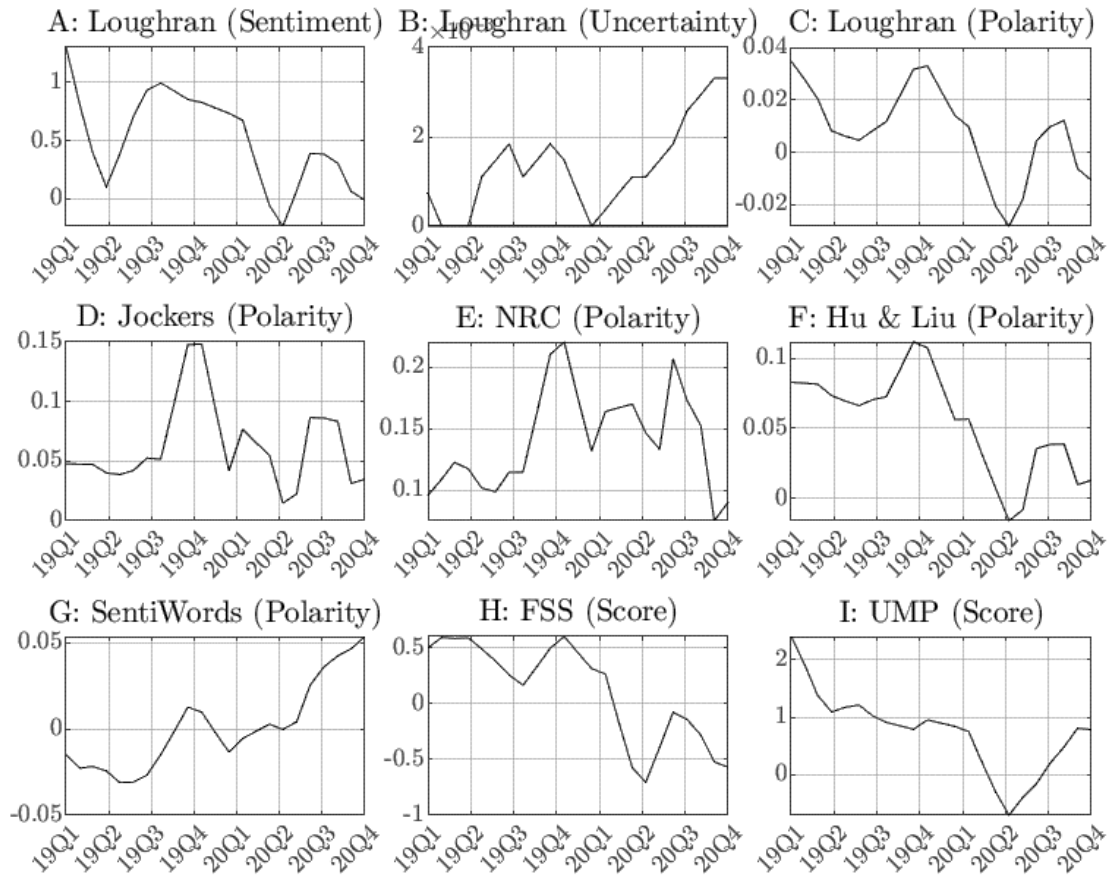 A: Loughran (Sentiment) B: Loughran (Uncertainty) C: Loughran (Polarity)
1
0.5
0
19Q1 19Q2 19Q3 19Q4 20Q1 20Q2 20Q3 20Q4
4
2
0
19Q1 19Q2 19Q3 19Q4 20Q1 20Q2 20Q3 20Q4
0.04
0.02
0
-0.02
19Q1 19Q2 19Q3 19Q4 20Q1 20Q2 20Q3 20Q4
D: Jockers (Polarity) E: NRC (Polarity) F: Hu & Liu (Polarity)
0.15
0.1
0.05
0
19Q1 19Q2 19Q3 19Q4 20Q1 20Q2 20Q3 20Q4
0.2
0.15
0.1
19Q1 19Q2 19Q3 19Q4 20Q1 20Q2 20Q3 20Q4
0.1
0.05
0
19Q1 19Q2 19Q3 19Q4 20Q1 20Q2 20Q3 20Q4
G: SentiWords (Polarity) H: FSS (Score) I: UMP (Score)
0.05
0
-0.05
19Q1 19Q2 19Q3 19Q4 20Q1 20Q2 20Q3 20Q4
0.5
0
-0.5
-1
19Q1 19Q2 19Q3 19Q4 20Q1 20Q2 20Q3 20Q4
2
1
0
19Q1 19Q2 19Q3 19Q4 20Q1 20Q2 20Q3 20Q4